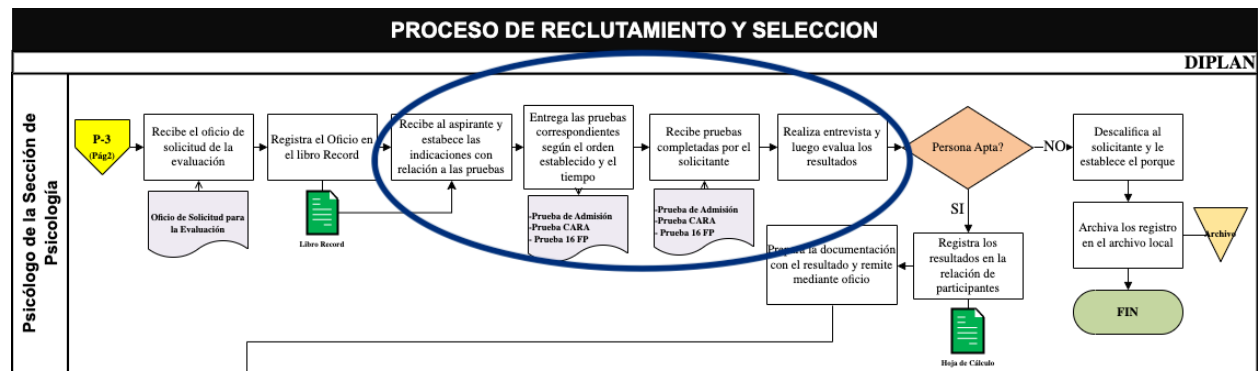 PROCESO DE RECLUTAMIENTO Y SELECCION
DIPLAN
Psicólogo de la Sección de
Psicología
P-3
(Pág2)
Recibe el oficio de
solicitud de la
evaluación
Oficio de Solicitud para
la Evaluación
Registra el Oficio en
el libro Record
Libro Record
Recibe al aspirante y
estabece las
indicaciones con
relación a las pruebas
Entrega las pruebas
correspondientes
según el orden
establecido y el
tiempo
-Prueba de Admisión
-Prueba CARA
- Prueba 16 FP
Recibe pruebas
completadas por el
solicitante
-Prueba de Admisión
-Prueba CARA
- Prueba 16 FP
Realiza entrevista y
luego evalua los
resultados
Persona Apta?
NO
Descalifica al
solicitante y le
establece el porque
Archiva los registro
en el archivo local
Archivo
FIN
SI
Registra los
resultados en la
relación de
participantes
Hoja de Cálculo
Prepara la documentación
con el resultado y remite
mediante oficio